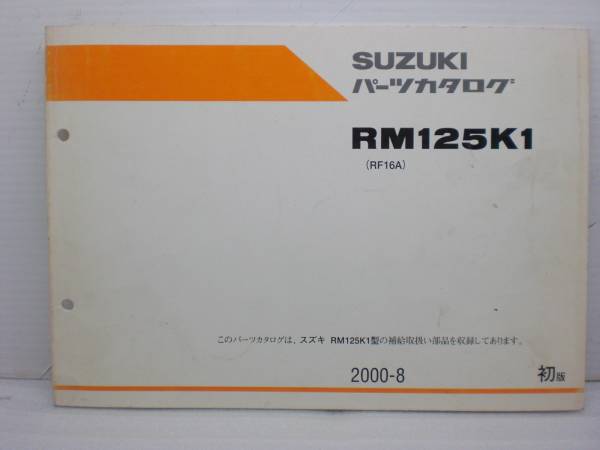 SUZUKI
パーツカタログ
RM125K1
(RF16A)
このパーツカタログは、スズキ RM125K1型の補給取扱い部品を収録してあります。
2000-8 初版